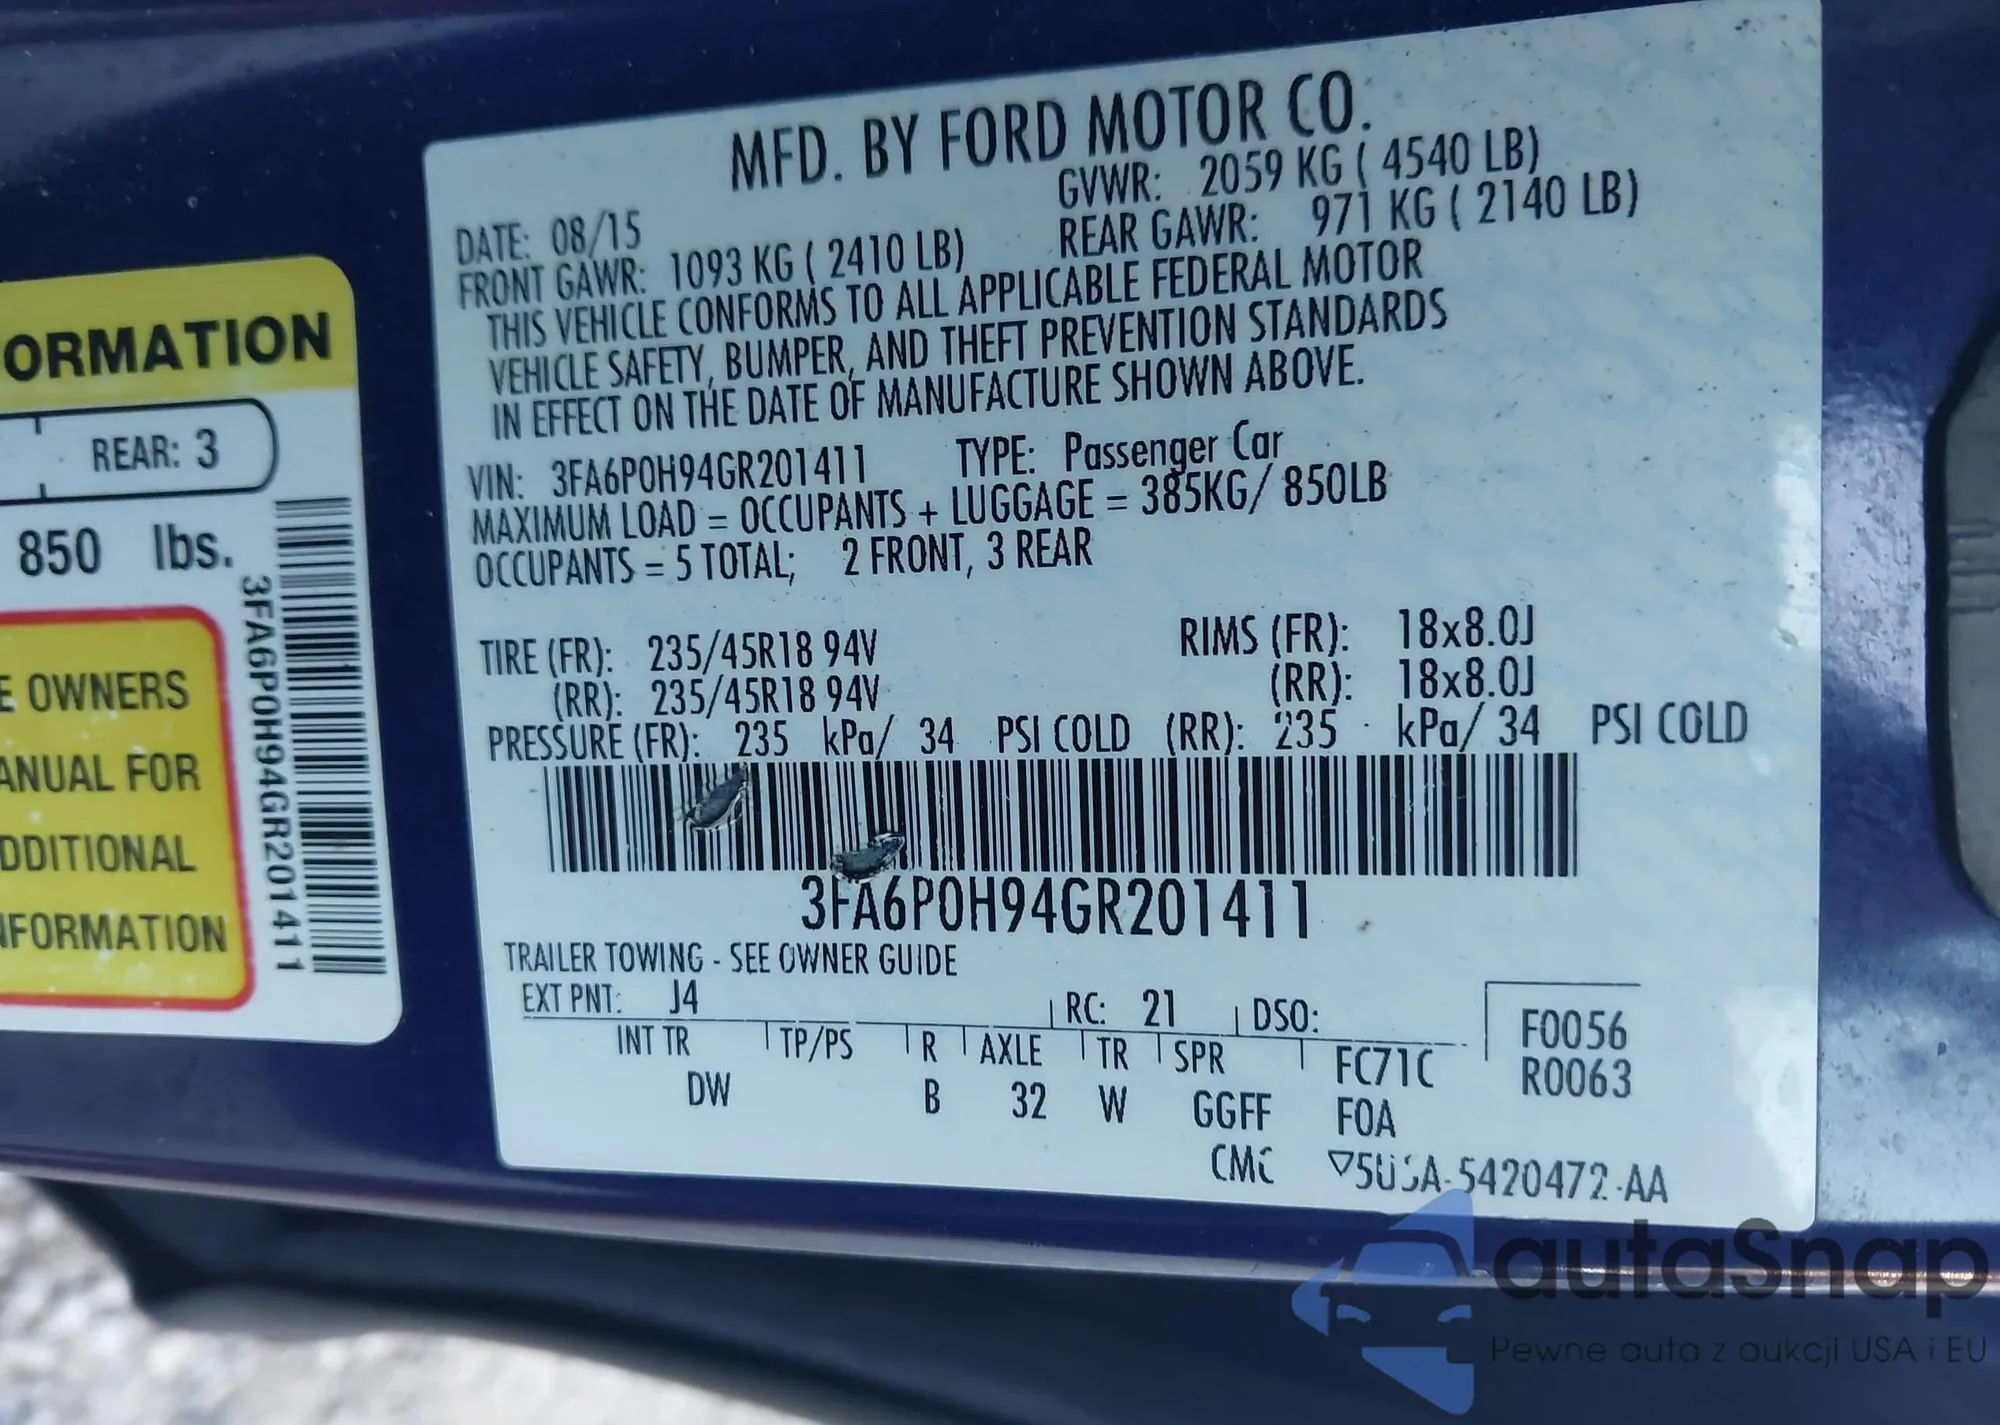 ORMATION
REAR: 3
850 lbs.
3FA6P0H94GR201411
E OWNERS
ANUAL FOR
DDITIONAL
NFORMATION
MFD. BY FORD MOTOR CO.
DATE: 08/15 GVWR: 2059 KG ( 4540 LB)
FRONT GAWR: 1093 KG ( 2410 LB) REAR GAWR: 971 KG ( 2140 LB)
THIS VEHICLE CONFORMS TO ALL APPLICABLE FEDERAL MOTOR
VEHICLE SAFETY, BUMPER, AND THEFT PREVENTION STANDARDS
IN EFFECT ON THE DATE OF MANUFACTURE SHOWN ABOVE.
VIN: 3FA6P0H94GR201411 TYPE: Passenger Car
MAXIMUM LOAD = OCCUPANTS + LUGGAGE = 385KG/ 850LB
OCCUPANTS = 5 TOTAL; 2 FRONT, 3 REAR
TIRE (FR): 235/45R18 94V RIMS (FR): 18x8.0J
(RR): 235/45R18 94V (RR): 18x8.0J
PRESSURE (FR): 235 kPa/ 34 PSI COLD (RR): 235 kPa/ 34 PSI COLD
3FA6P0H94GR201411
TRAILER TOWING - SEE OWNER GUIDE
EXT PNT: J4 RC: 21 DSO:
INT TR TP/PS R AXLE TR SPR FC71C
DW B 32 W GGFF FOA
F0056
R0063
CMC
autaSnap
Pewne auta z aukcji USA i EU